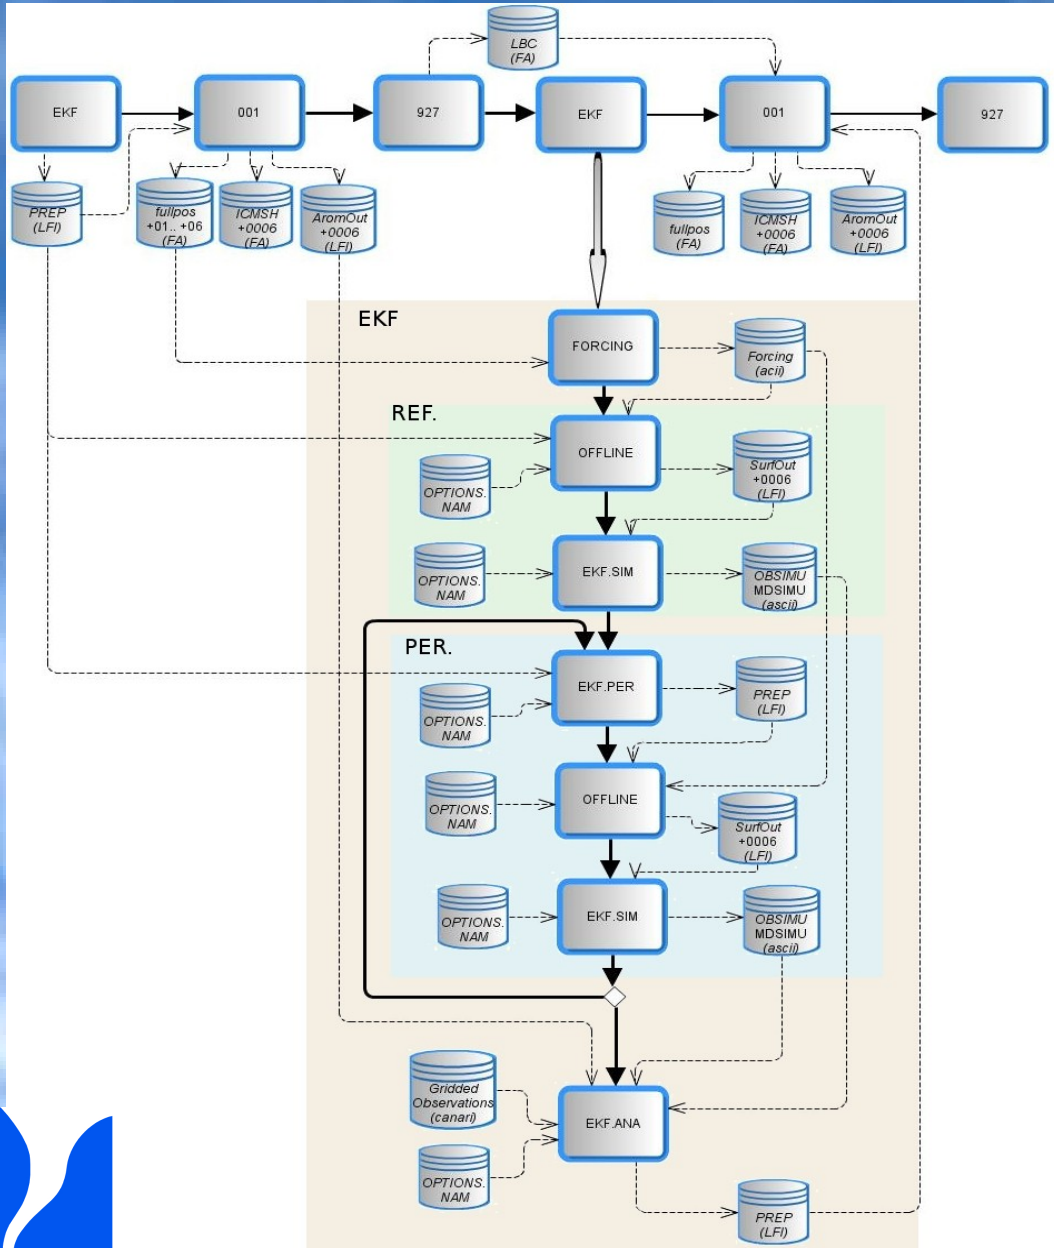 LBC
(FA)
EKF
001
927
EKF
001
927
PREP
(LFI)
fullpos
+01.. +06
(FA)
ICMSH
+0006
(FA)
AromOut
+0006
(LFI)
fullpos
(FA)
ICMSH
+0006
(FA)
AromOut
+0006
(LFI)
EKF
FORCING
Forcing
(acii)
REF.
OFFLINE
OPTIONS.
NAM
SurfOut
+0006
(LFI)
EKF.SIM
OPTIONS.
NAM
OBSIMU
MDSIMU
(ascii)
PER.
EKF.PER
OPTIONS.
NAM
PREP
(LFI)
OFFLINE
OPTIONS.
NAM
SurfOut
+0006
(LFI)
EKF.SIM
OPTIONS.
NAM
OBSIMU
MDSIMU
(ascii)
Gridded
Observations
(canari)
EKF.ANA
OPTIONS.
NAM
PREP
(LFI)